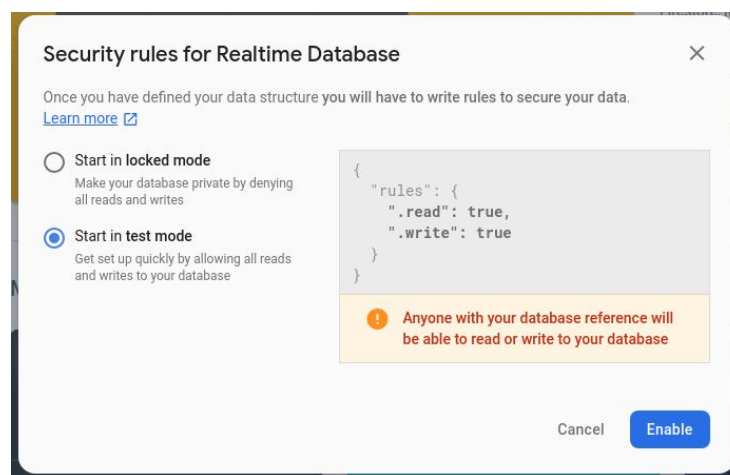 Security rules for Realtime Database
Once you have defined your data structure you will have to write rules to secure your data.
Learn more
Start in locked mode
Make your database private by denying
all reads and writes
Start in test mode
Get set up quickly by allowing all reads
and writes to your database
{
"rules": {
".read": true,
".write": true
}
}
Anyone with your database reference will
be able to read or write to your database
Cancel
Enable